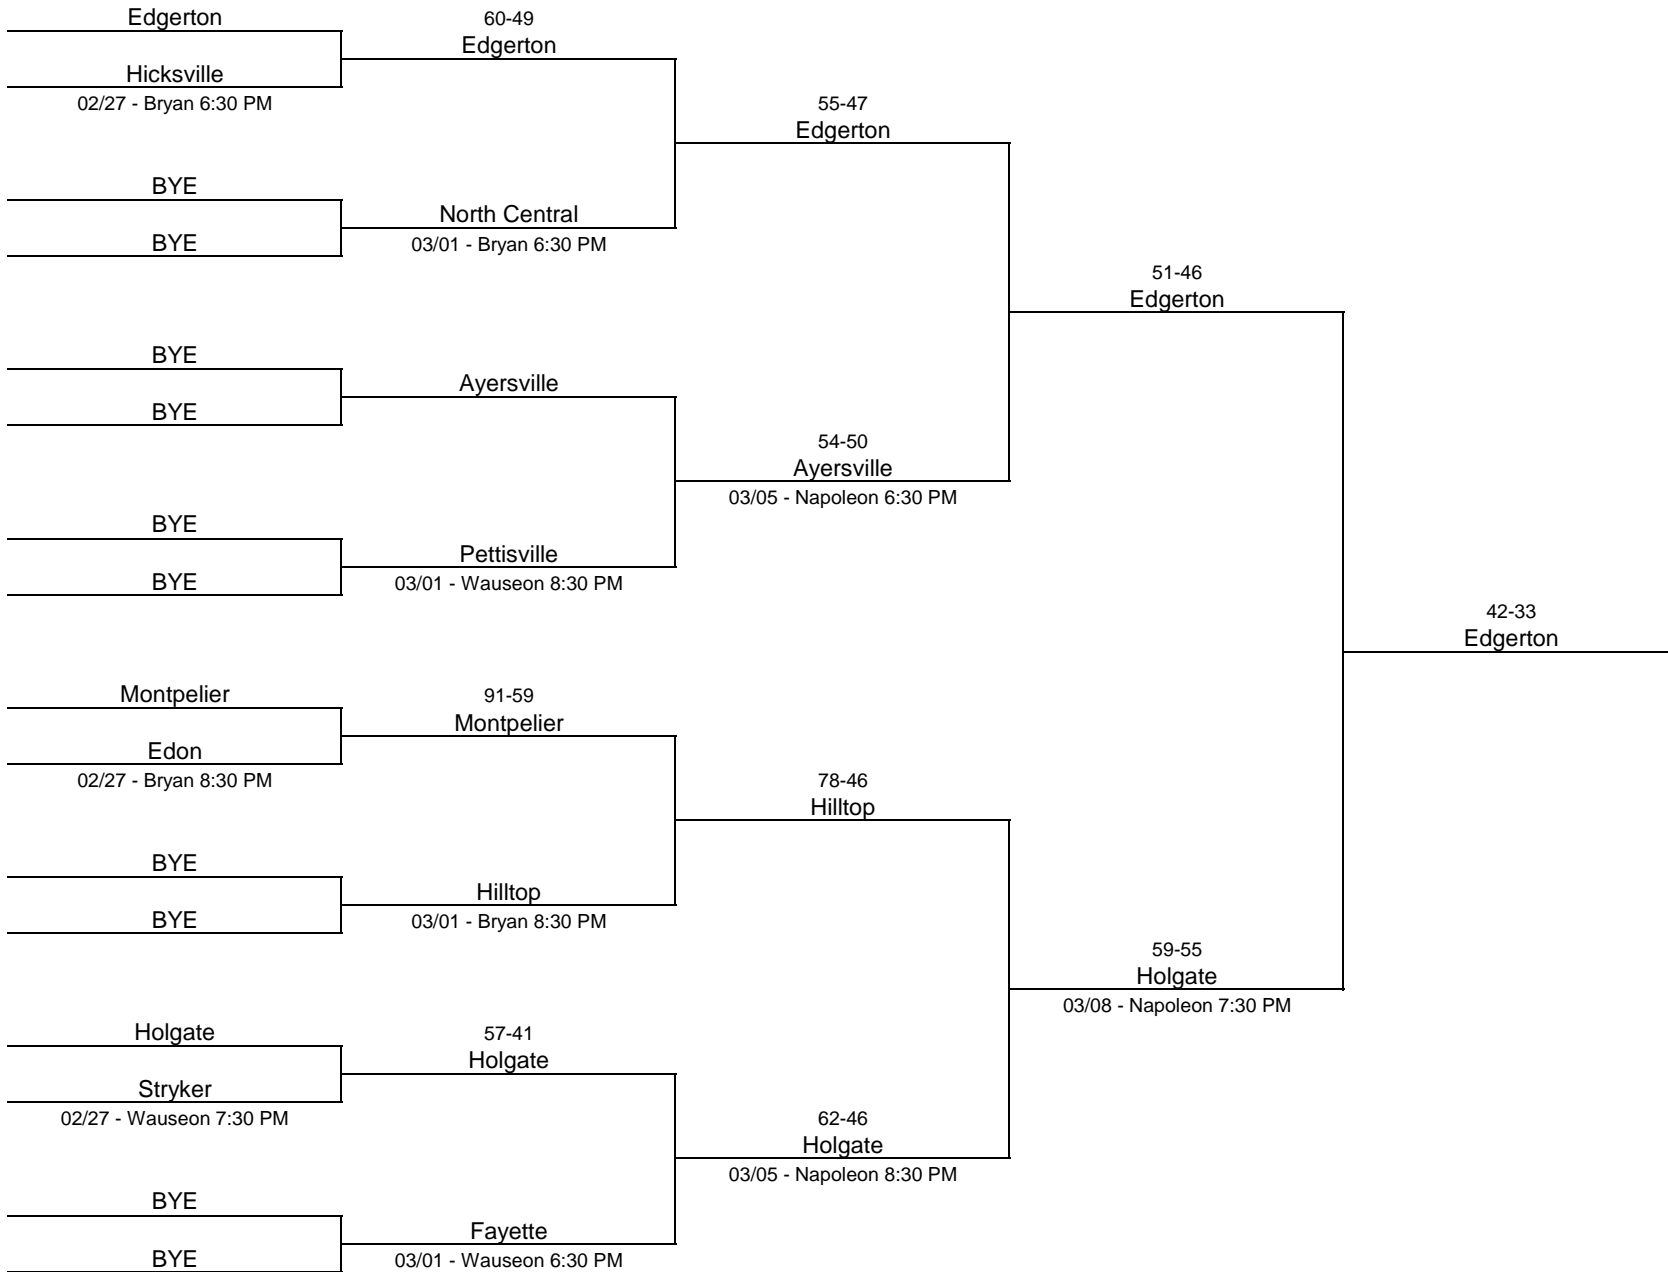 Edgerton
Hicksville
02/27 - Bryan 6:30 PM
BYE
BYE
BYE
BYE
BYE
BYE
Montpelier
Edon
02/27 - Bryan 8:30 PM
BYE
BYE
Holgate
Stryker
02/27 - Wauseon 7:30 PM
BYE
BYE
60-49
Edgerton
North Central
03/01 - Bryan 6:30 PM
Ayersville
Pettisville
03/01 - Wauseon 8:30 PM
91-59
Montpelier
Hilltop
03/01 - Bryan 8:30 PM
57-41
Holgate
Fayette
03/01 - Wauseon 6:30 PM
55-47
Edgerton
54-50
Ayersville
03/05 - Napoleon 6:30 PM
78-46
Hilltop
62-46
Holgate
03/05 - Napoleon 8:30 PM
51-46
Edgerton
59-55
Holgate
03/08 - Napoleon 7:30 PM
42-33
Edgerton